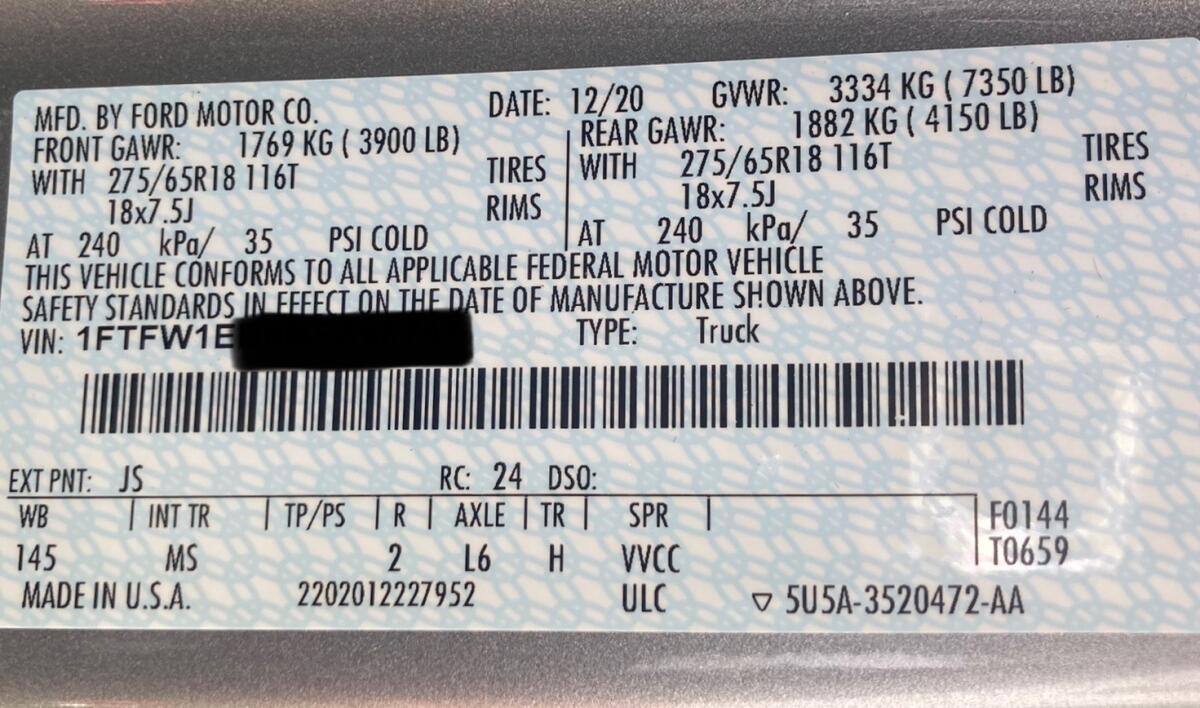 MFD. BY FORD MOTOR CO. DATE: 12/20 GVWR: 3334 KG ( 7350 LB)
FRONT GAWR: 1769 KG ( 3900 LB) REAR GAWR: 1882 KG ( 4150 LB)
WITH 275/65R18 116T TIRES WITH 275/65R18 116T TIRES
18x7.5J RIMS 18x7.5J RIMS
AT 240 kPa/ 35 PSI COLD AT 240 kPa/ 35 PSI COLD
THIS VEHICLE CONFORMS TO ALL APPLICABLE FEDERAL MOTOR VEHICLE
SAFETY STANDARDS IN EFFECT ON THE DATE OF MANUFACTURE SHOWN ABOVE.
VIN: 1FTFW1E TYPE: Truck
EXT PNT: JS RC: 24 DSO:
WB INT TR TP/PS R AXLE TR SPR F0144
145 MS 2 L6 H VVCC T0659
MADE IN U.S.A. 2202012227952 ULC ▽ 5U5A-3520472-AA